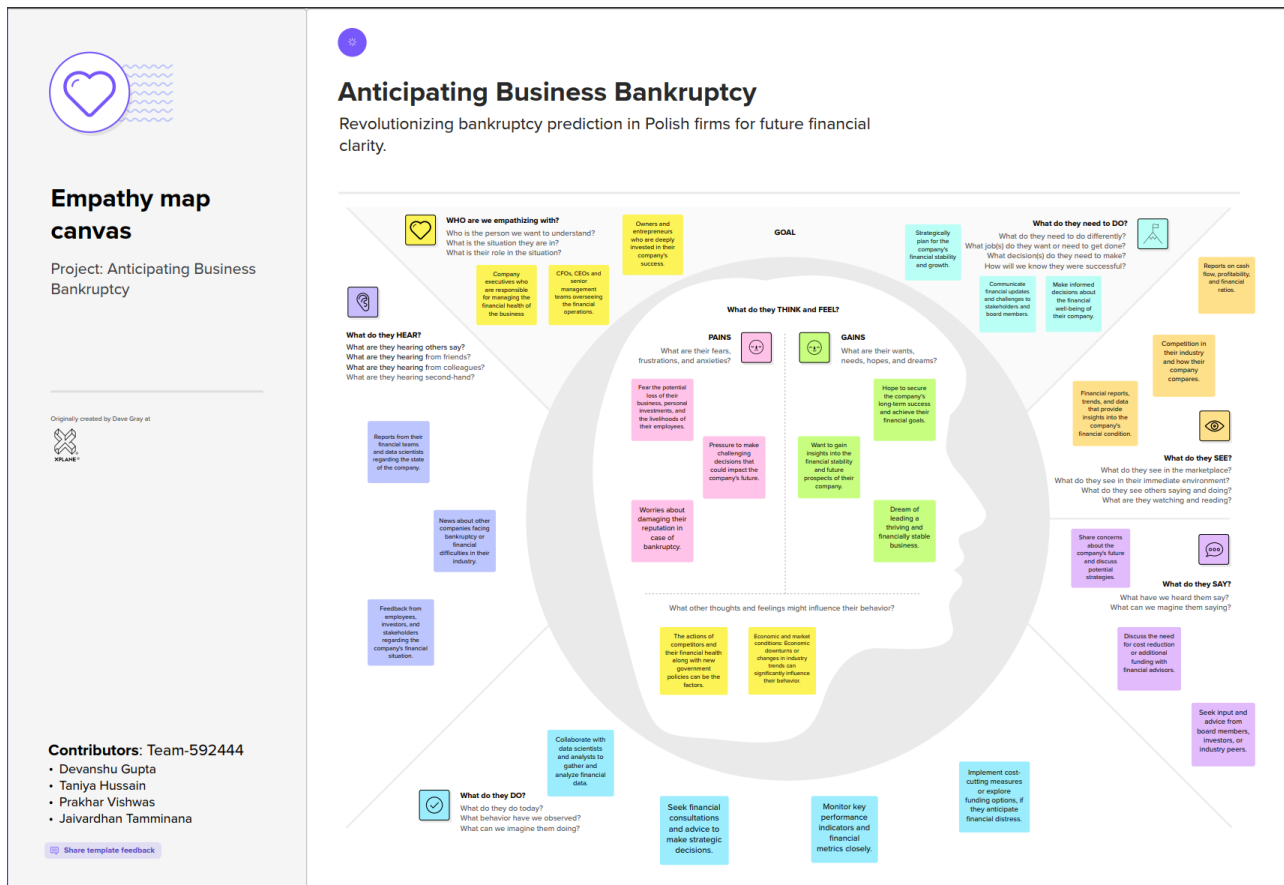 Empathy map
canvas
Project: Anticipating Business
Bankruptcy
Originally created by Dave Gray at
XPLANE
Contributors: Team-592444
• Devanshu Gupta
• Taniya Hussain
• Prakhar Vishwas
• Jaivardhan Tamminana
Share template feedback
Anticipating Business Bankruptcy
Revolutionizing bankruptcy prediction in Polish firms for future financial
clarity.
WHO are we empathizing with?
Who is the person we want to understand?
What is the situation they are in?
What is their role in the situation?
Company
executives who
are responsible
for managing the
financial health of
the business
CFOs, CEOs and
senior
management
teams overseeing
the financial
operations.
Owners and
entrepreneurs
who are deeply
invested in their
company's
success.
GOAL
Strategically
plan for the
company's
financial stability
and growth.
What do they need to DO?
What do they need to do differently?
What job(s) do they want or need to get done?
What decision(s) do they need to make?
How will we know they were successful?
Communicate
financial updates
and challenges to
stakeholders and
board members.
Make informed
decisions about
the financial
well-being of
their company.
Reports on cash
flow, profitability,
and financial
ratios.
Competition in
their industry
and how their
company
compares.
Financial reports,
trends, and data
that provide
insights into the
company's
financial condition.
What do they SEE?
What do they see in the marketplace?
What do they see in their immediate environment?
What do they see others saying and doing?
What are they watching and reading?
What do they HEAR?
What are they hearing others say?
What are they hearing from friends?
What are they hearing from colleagues?
What are they hearing second-hand?
Reports from their
financial teams
and data scientists
regarding the state
of the company.
News about other
companies facing
bankruptcy or
financial
difficulties in their
industry.
Feedback from
employees,
investors, and
stakeholders
regarding the
company's financial
situation.
What do they THINK and FEEL?
PAINS
What are their fears,
frustrations, and anxieties?
Fear the potential
loss of their
business, personal
investments, and
the livelihoods of
their employees.
Pressure to make
challenging
decisions that
could impact the
company's future.
Worries about
damaging their
reputation in
case of
bankruptcy.
GAINS
What are their wants,
needs, hopes, and dreams?
Hope to secure
the company's
long-term success
and achieve their
financial goals.
Want to gain
insights into the
financial stability
and future
prospects of their
company.
Dream of
leading a
thriving and
financially stable
business.
What other thoughts and feelings might influence their behavior?
The actions of
competitors and
their financial health
along with new
government
policies can be the
factors.
Economic and market
conditions: Economic
downturns or
changes in industry
trends can
significantly influence
their behavior.
Share concerns
about the
company's future
and discuss
potential
strategies.
What do they SAY?
What have we heard them say?
What can we magine them saying?
Discuss the need
for cost reduction
or additional
funding with
financial advisors.
Seek input and
advice from
board members,
investors, or
industry peers.
What do they DO?
What do they do today?
What behavior have we observed?
What can we imagine them doing?
Collaborate with
data scientists
and analysts to
gather and
analyze financial
data.
Seek financial
consultations
and advice to
make strategic
decisions.
Monitor key
performance
indicators and
financial
metrics closely.
Implement cost-
cutting measures
or explore
funding options, if
they anticipate
financial distress.